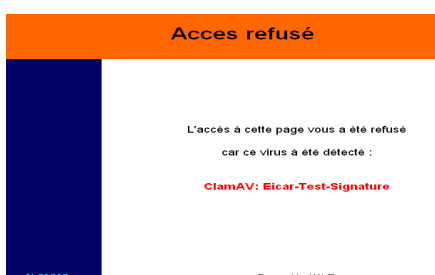 Acces refusé
L'accès à cette page vous a été refusé
car ce virus à été détecté :
ClamAV: Eicar-Test-Signature